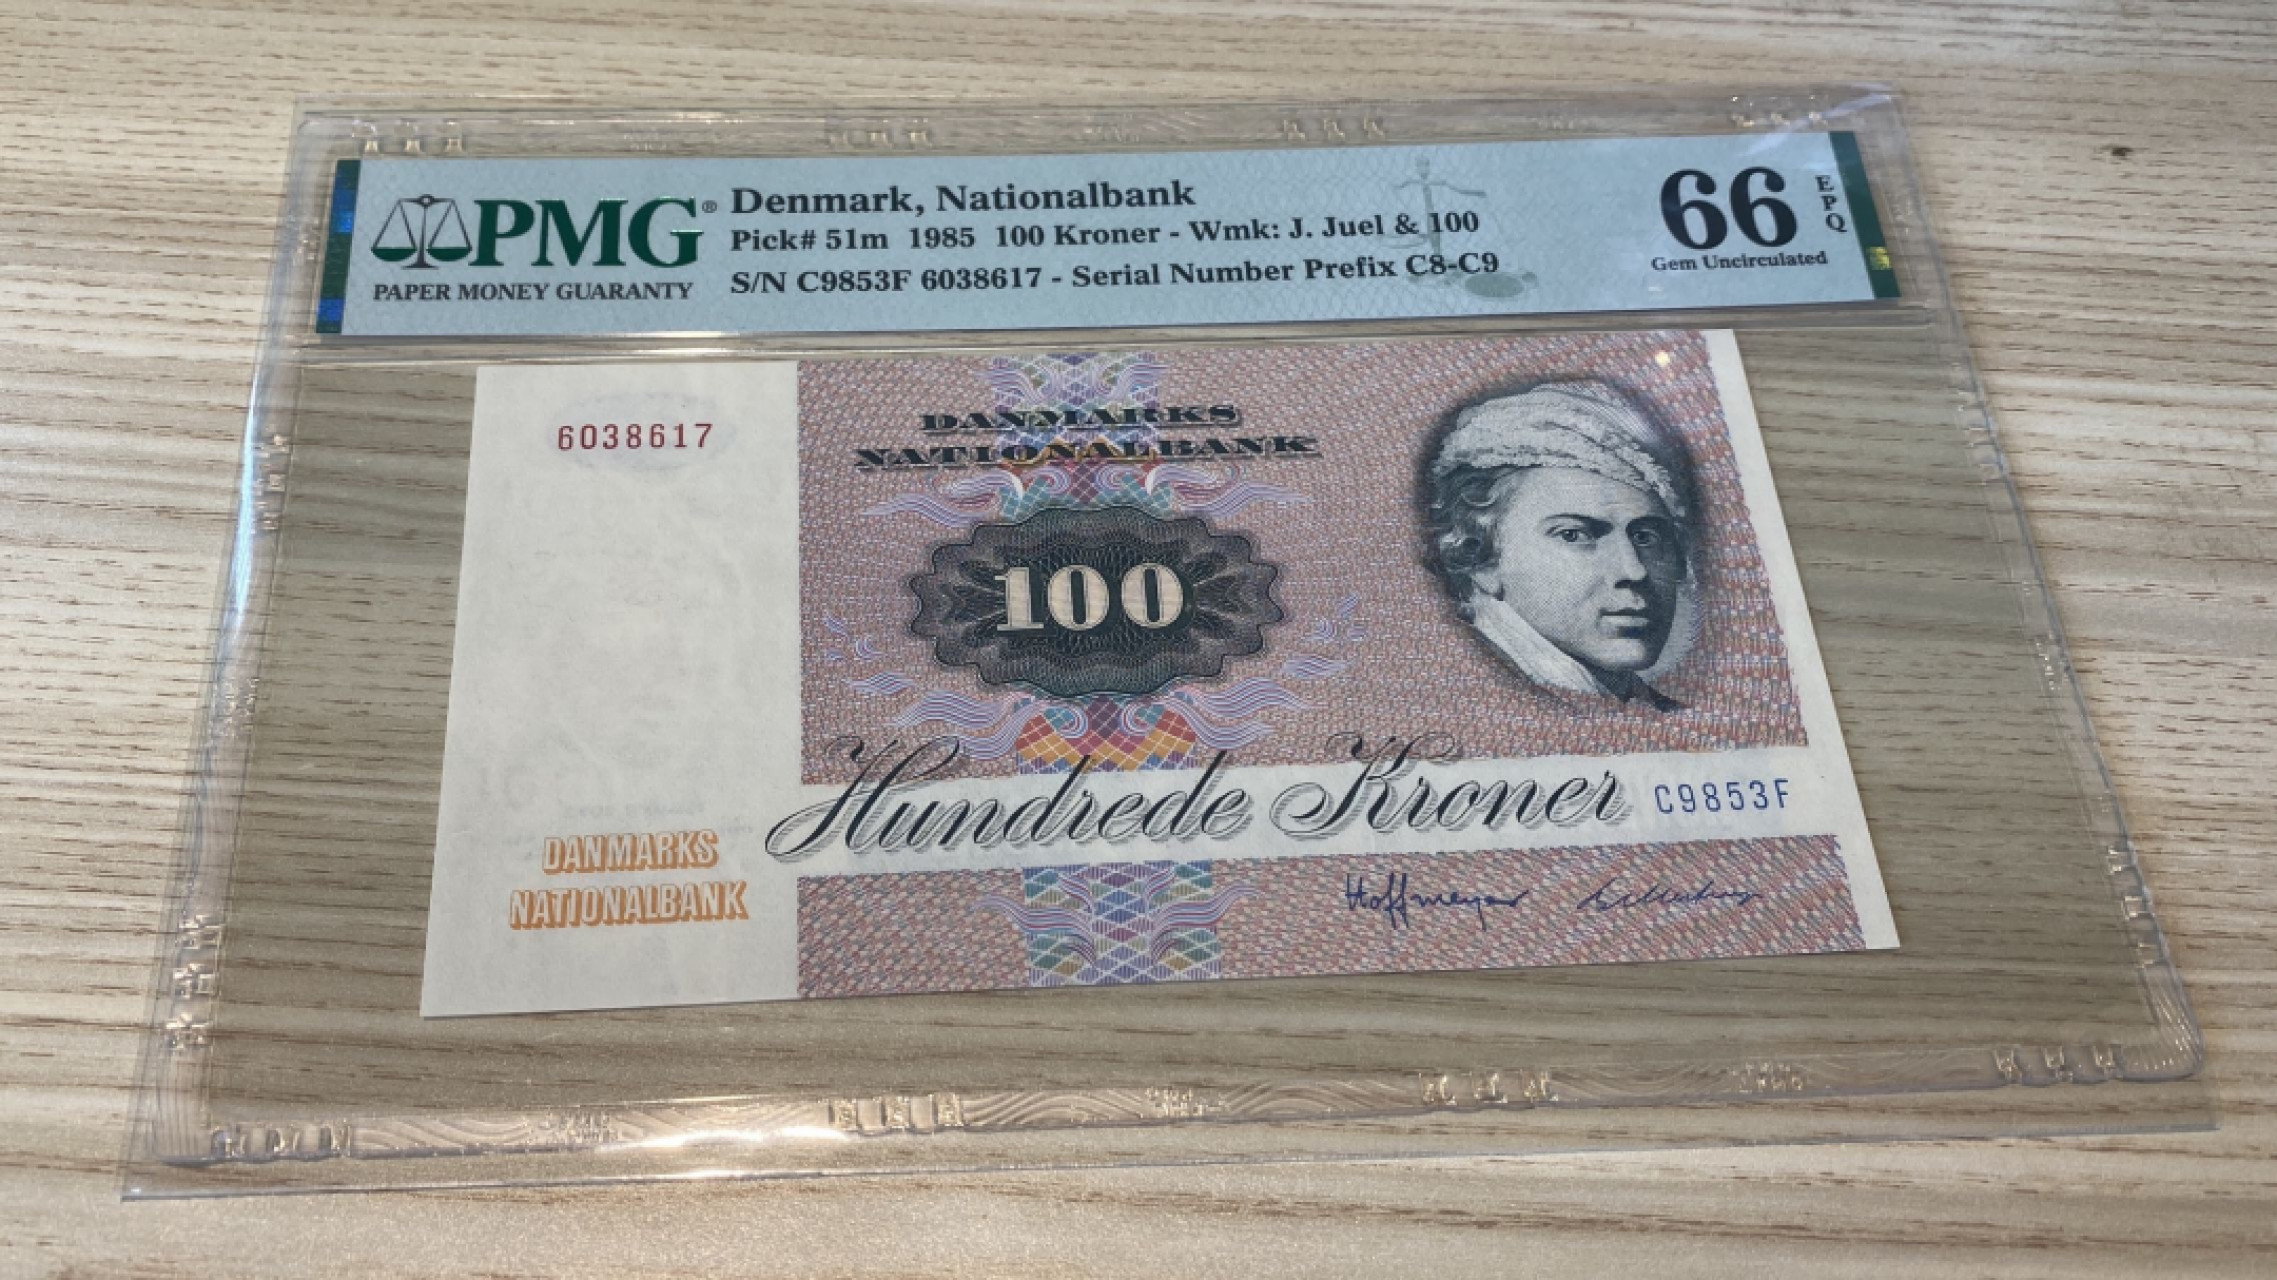 PMG®
PAPER MONEY GUARANTY
Denmark, Nationalbank
Pick# 51m 1985 100 Kroner - Wmk: J. Juel & 100
S/N C9853F 6038617 - Serial Number Prefix C8-C9
66 EPQ
Gem Uncirculated
6038617
DANMARKS
NATIONALBANK
100
Hundrede Kroner
C9853F
DANMARKS
NATIONALBANK
Hoffmeyer